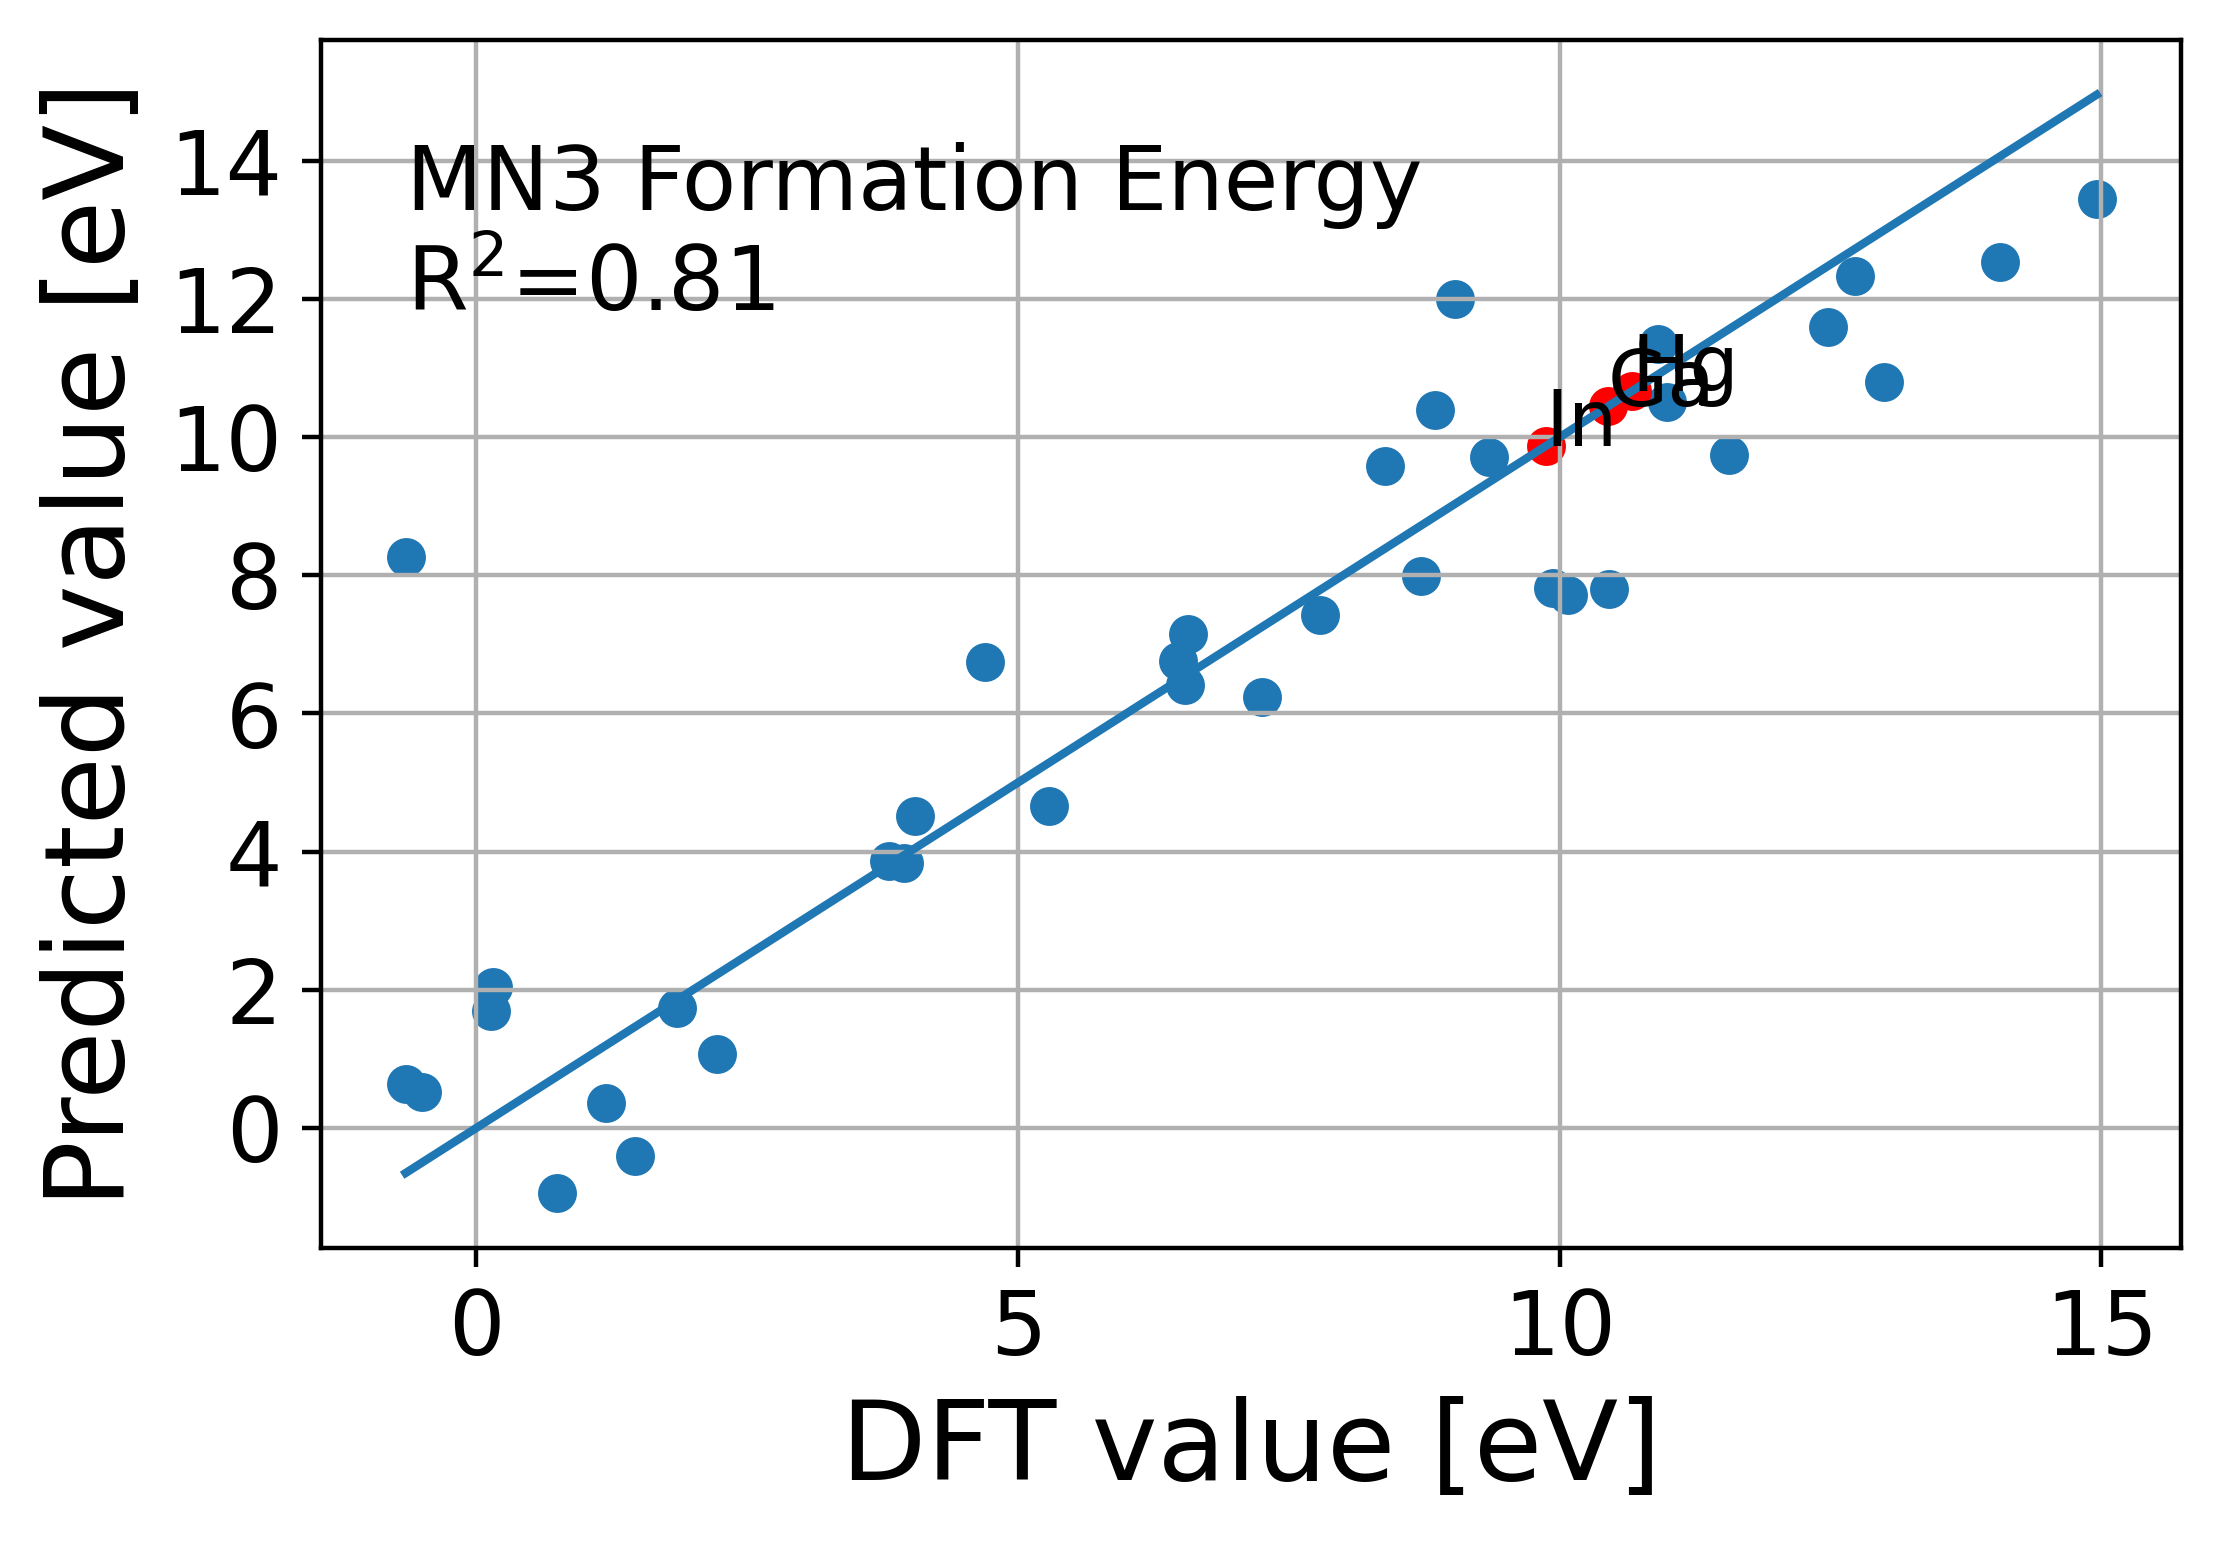 MN3 Formation Energy
R²=0.81
Predicted value [eV]
14
12
10
8
6
4
2
0
Hg
Ga
In
0 5 10 15
DFT value [eV]